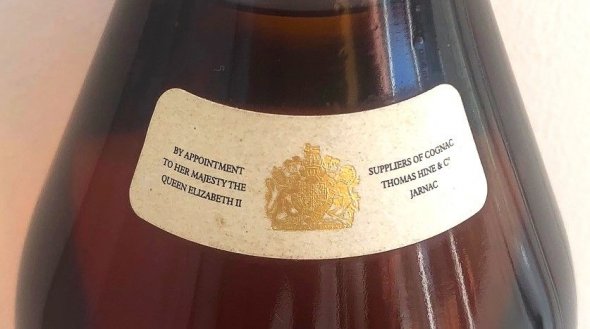 BY APPOINTMENT
TO HER MAJESTY THE
QUEEN ELIZABETH II
SUPPLIERS OF COGNAC
THOMAS HINE & Cº
JARNAC